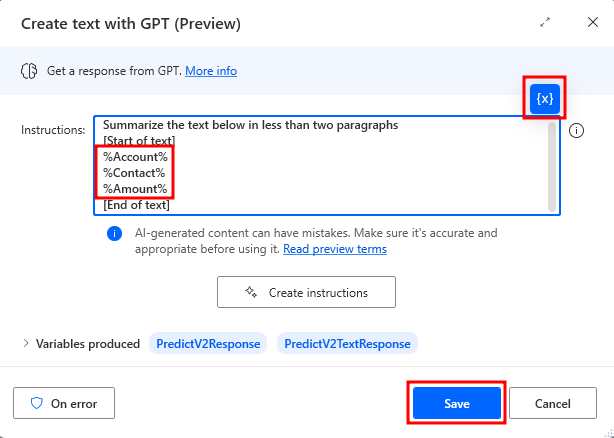 Create text with GPT (Preview)
Get a response from GPT. More info
{x}
Instructions:
Summarize the text below in less than two paragraphs
[Start of text]
%Account%
%Contact%
%Amount%
[End of text]
AI-generated content can have mistakes. Make sure it's accurate and
appropriate before using it. Read preview terms
Create instructions
Variables produced PredictV2Response PredictV2TextResponse
On error Save Cancel